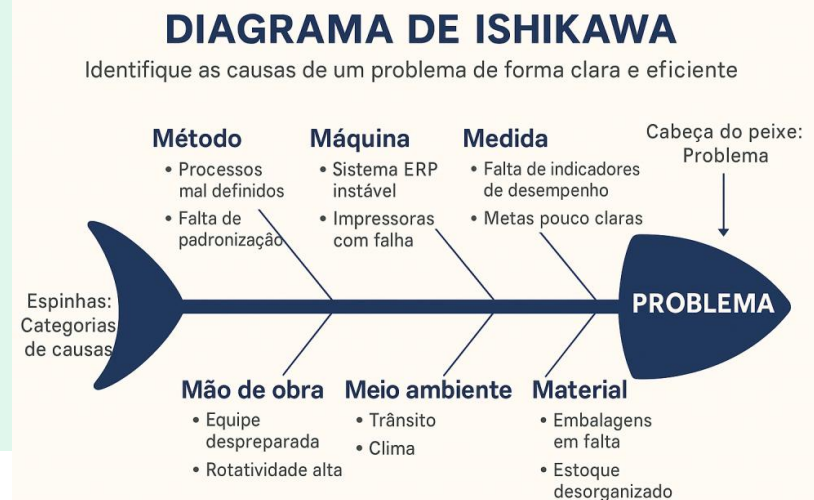 DIAGRAMA DE ISHIKAWA
Identifique as causas de um problema de forma clara e eficiente
Método
• Processos
mal definidos
• Falta de
padronização
Máquina
• Sistema ERP
instável
• Impressoras
com falha
Medida
• Falta de indicadores
de desempenho
• Metas pouco claras
Cabeça do peixe:
Problema
Espinhas:
Categorias
de causas
PROBLEMA
Mão de obra
• Equipe
despreparada
• Rotatividade alta
Meio ambiente
• Trânsito
• Clima
Material
• Embalagens
em falta
• Estoque
desorganizado